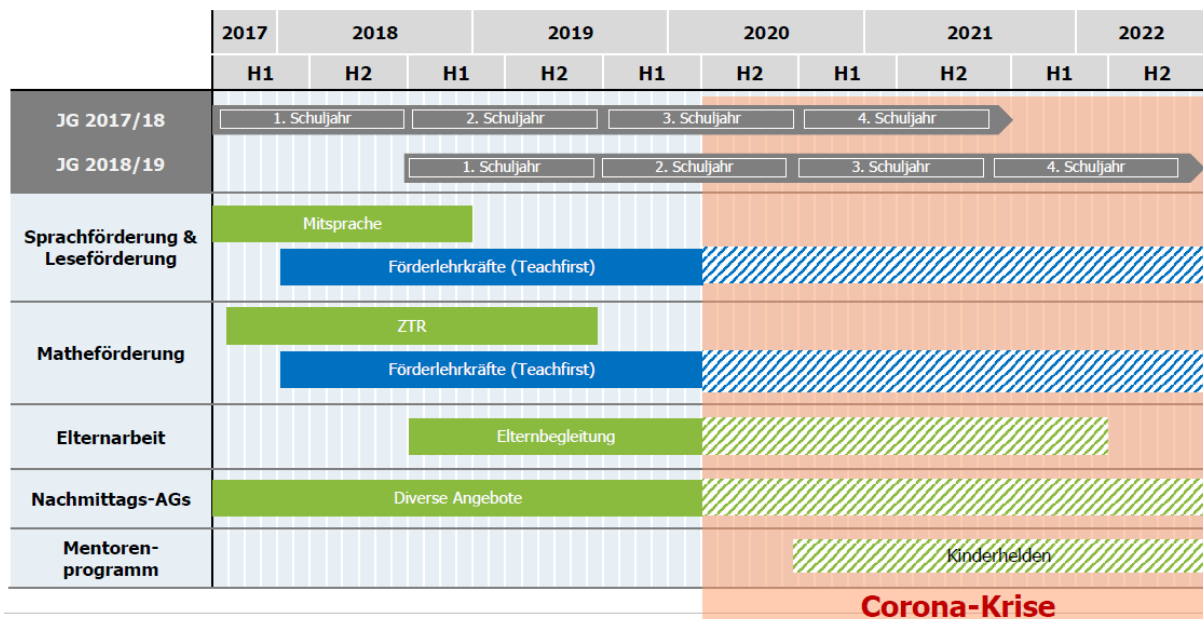 2017 2018 2019 2020 2021 2022
H1 H2 H1 H2 H1 H2 H1 H2 H1 H2
JG 2017/18 1. Schuljahr 2. Schuljahr 3. Schuljahr 4. Schuljahr
JG 2018/19 1. Schuljahr 2. Schuljahr 3. Schuljahr 4. Schuljahr
Sprachförderung &
Leseförderung
Mitsprache
Förderlehrkräfte (Teachfirst)
Matheförderung
ZTR
Förderlehrkräfte (Teachfirst)
Elternarbeit
Elternbegleitung
Nachmittags-AGs
Diverse Angebote
Mentoren-
programm
Kinderhelden
Corona-Krise